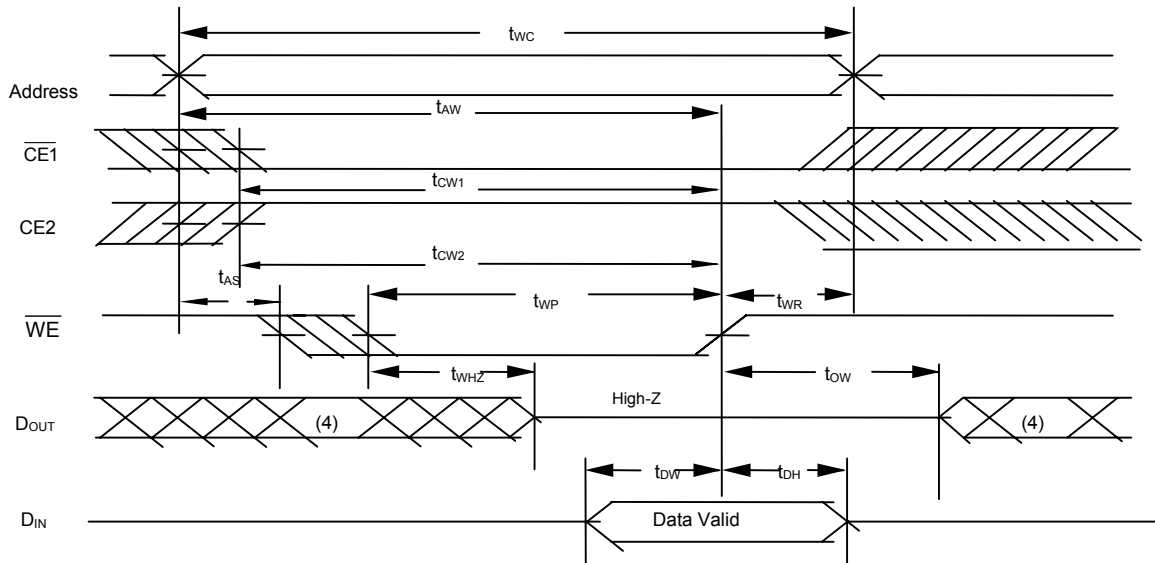 tWC
Address
tAW
CE1
tCW1
CE2
tCW2
tAS
tWP
tWR
WE
tWHZ
tOW
High-Z
DOUT
(4)
(4)
tDW
tDH
DIN
Data Valid